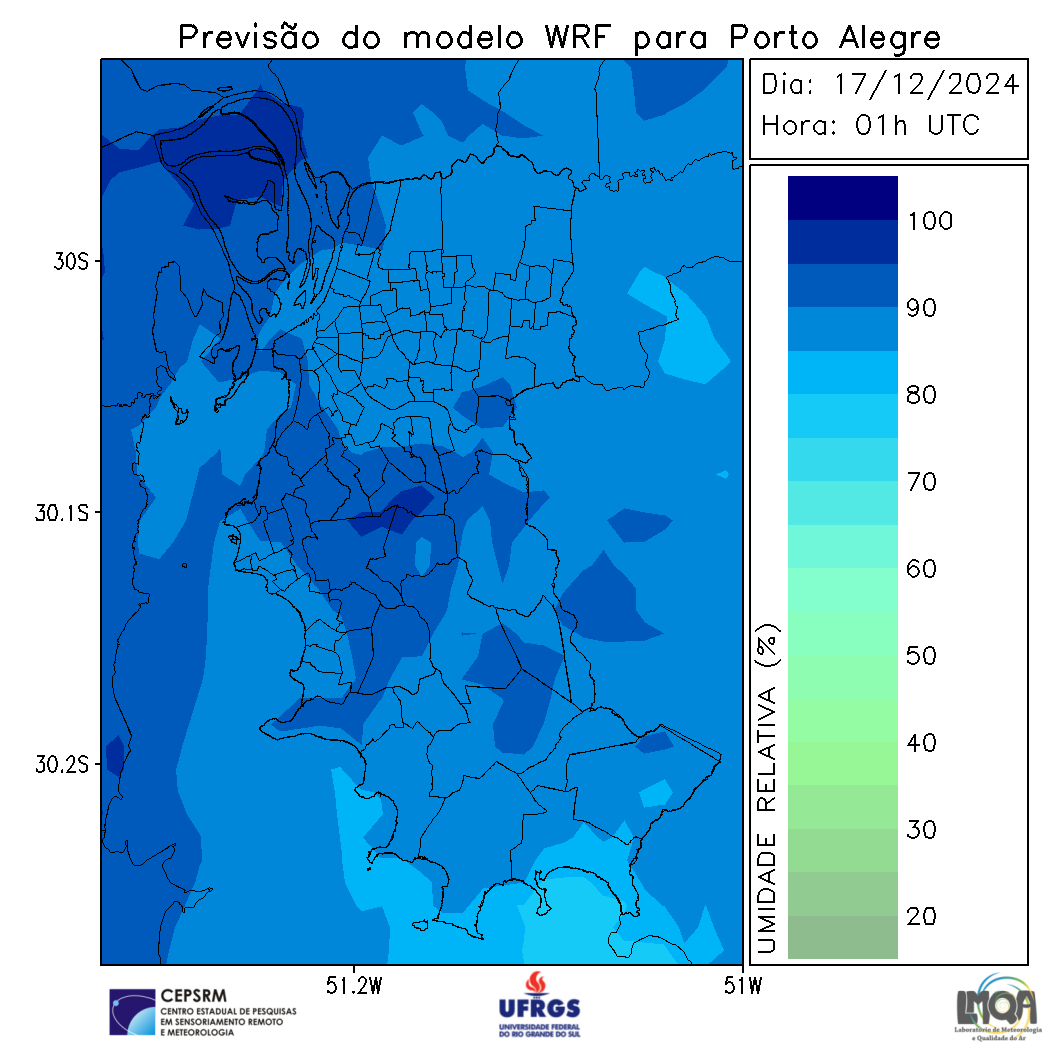 Previsão do modelo WRF para Porto Alegre
Dia: 17/12/2024
Hora: 01h UTC
100
90
80
70
60
50
40
30
20
UMIDADE RELATIVA (%)
30S
30.1S
30.2S
51.2W
51W
CEPSRM
CENTRO ESTADUAL DE PESQUISAS
EM SENSORIAMENTO REMOTO
E METEOROLOGIA
UFRGS
UNIVERSIDADE FEDERAL
DO RIO GRANDE DO SUL
LMQA
Laboratório de Meteorologia
e Qualidade do Ar